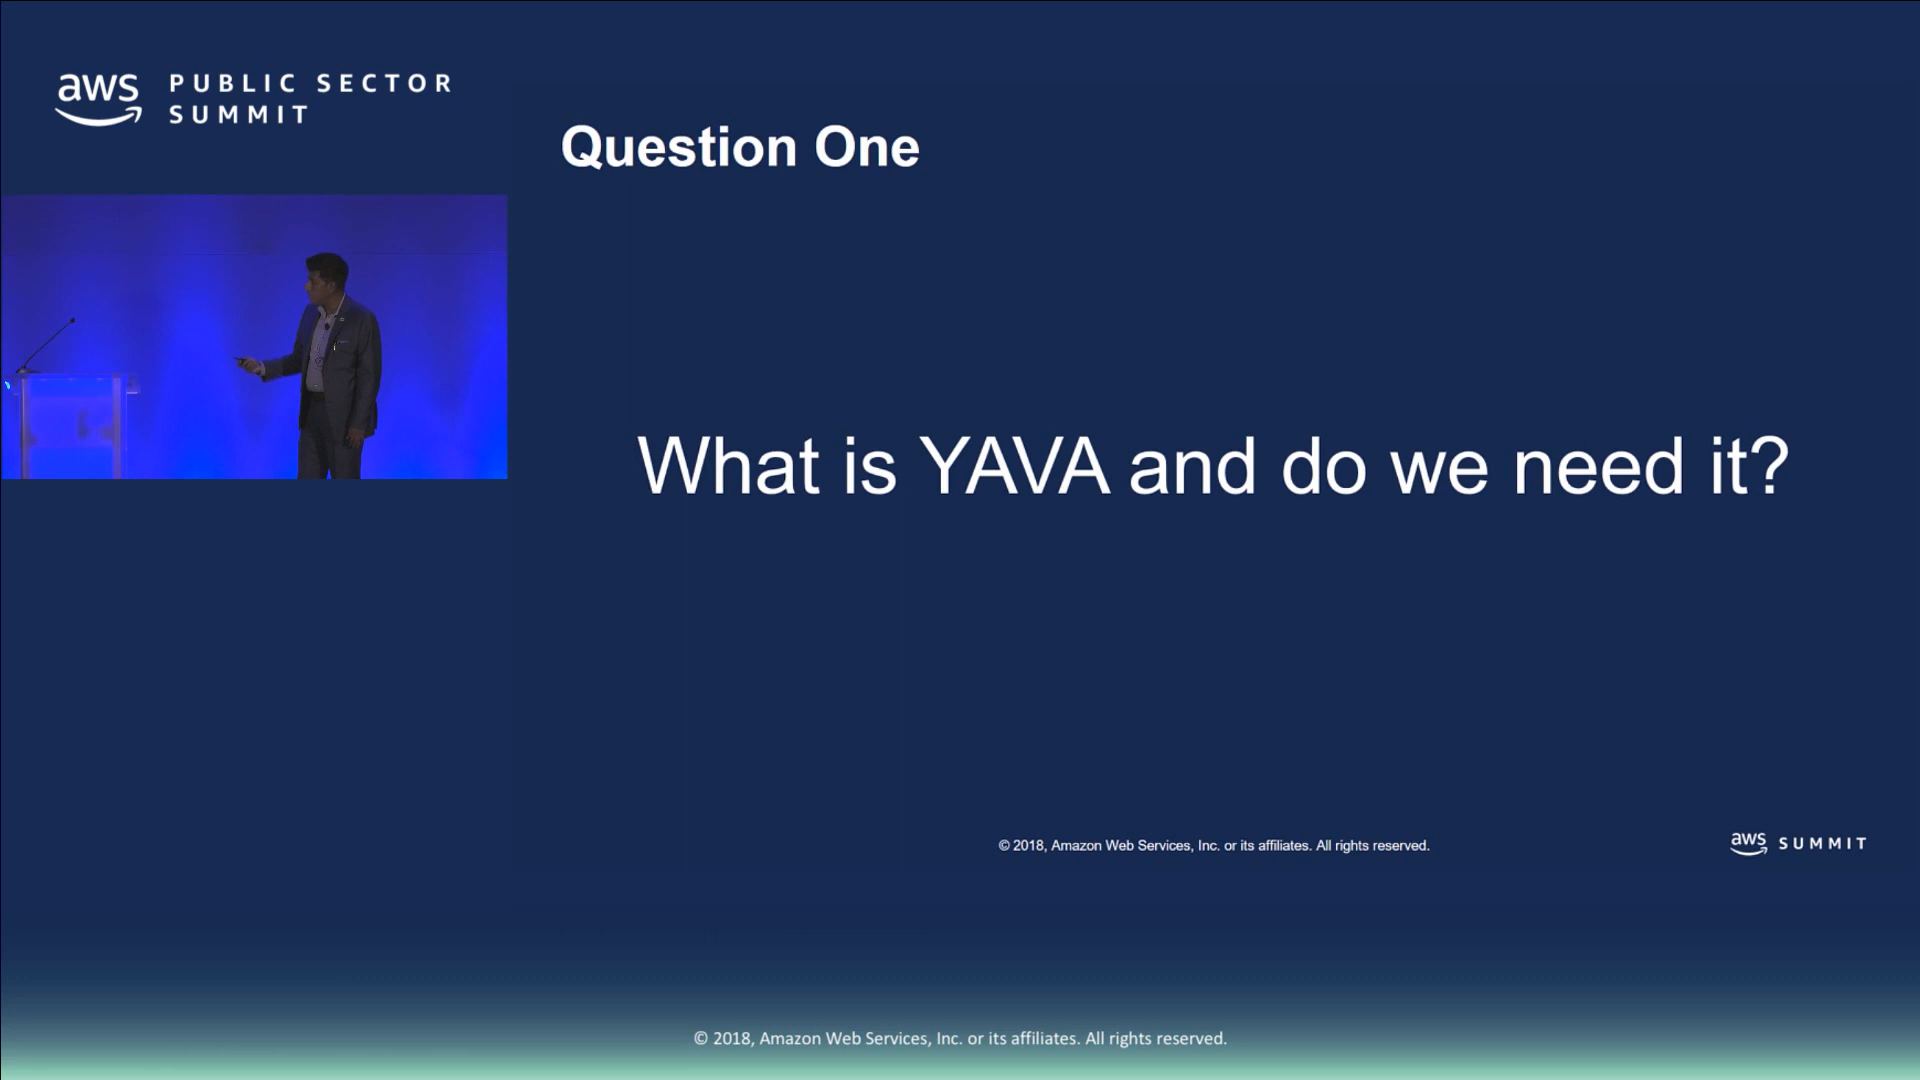 aws
PUBLIC SECTOR
SUMMIT
Question One
What is YAVA and do we need it?
© 2018, Amazon Web Services, Inc. or its affiliates. All rights reserved.
aws SUMMIT
© 2018, Amazon Web Services, Inc. or its affiliates. All rights reserved.